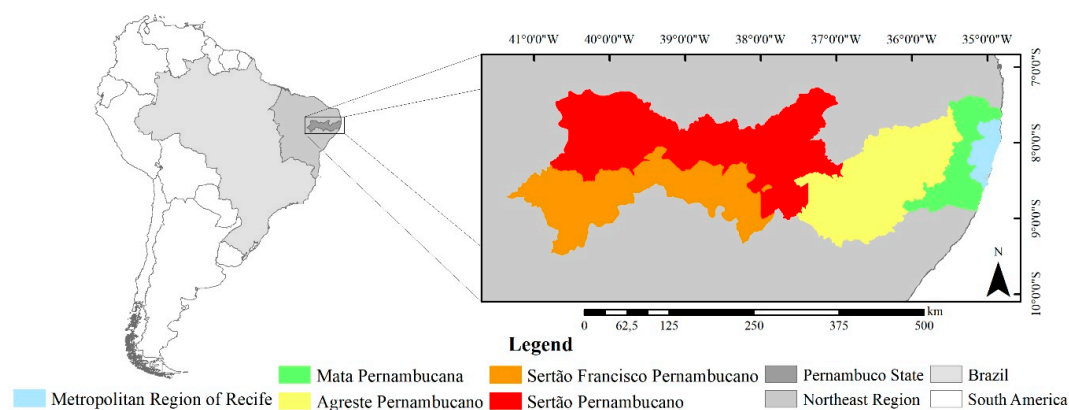 41°0'0"W 40°0'0"W 39°0'0"W 38°0'0"W 37°0'0"W 36°0'0"W 35°0'0"W
7°0'0"S
8°0'0"S
9°0'0"S
10°0'0"S
N
km
0 62,5 125 250 375 500
Legend
Mata Pernambucana Sertão Francisco Pernambucano Pernambuco State Brazil
Metropolitan Region of Recife Agreste Pernambucano Sertão Pernambucano Northeast Region South America